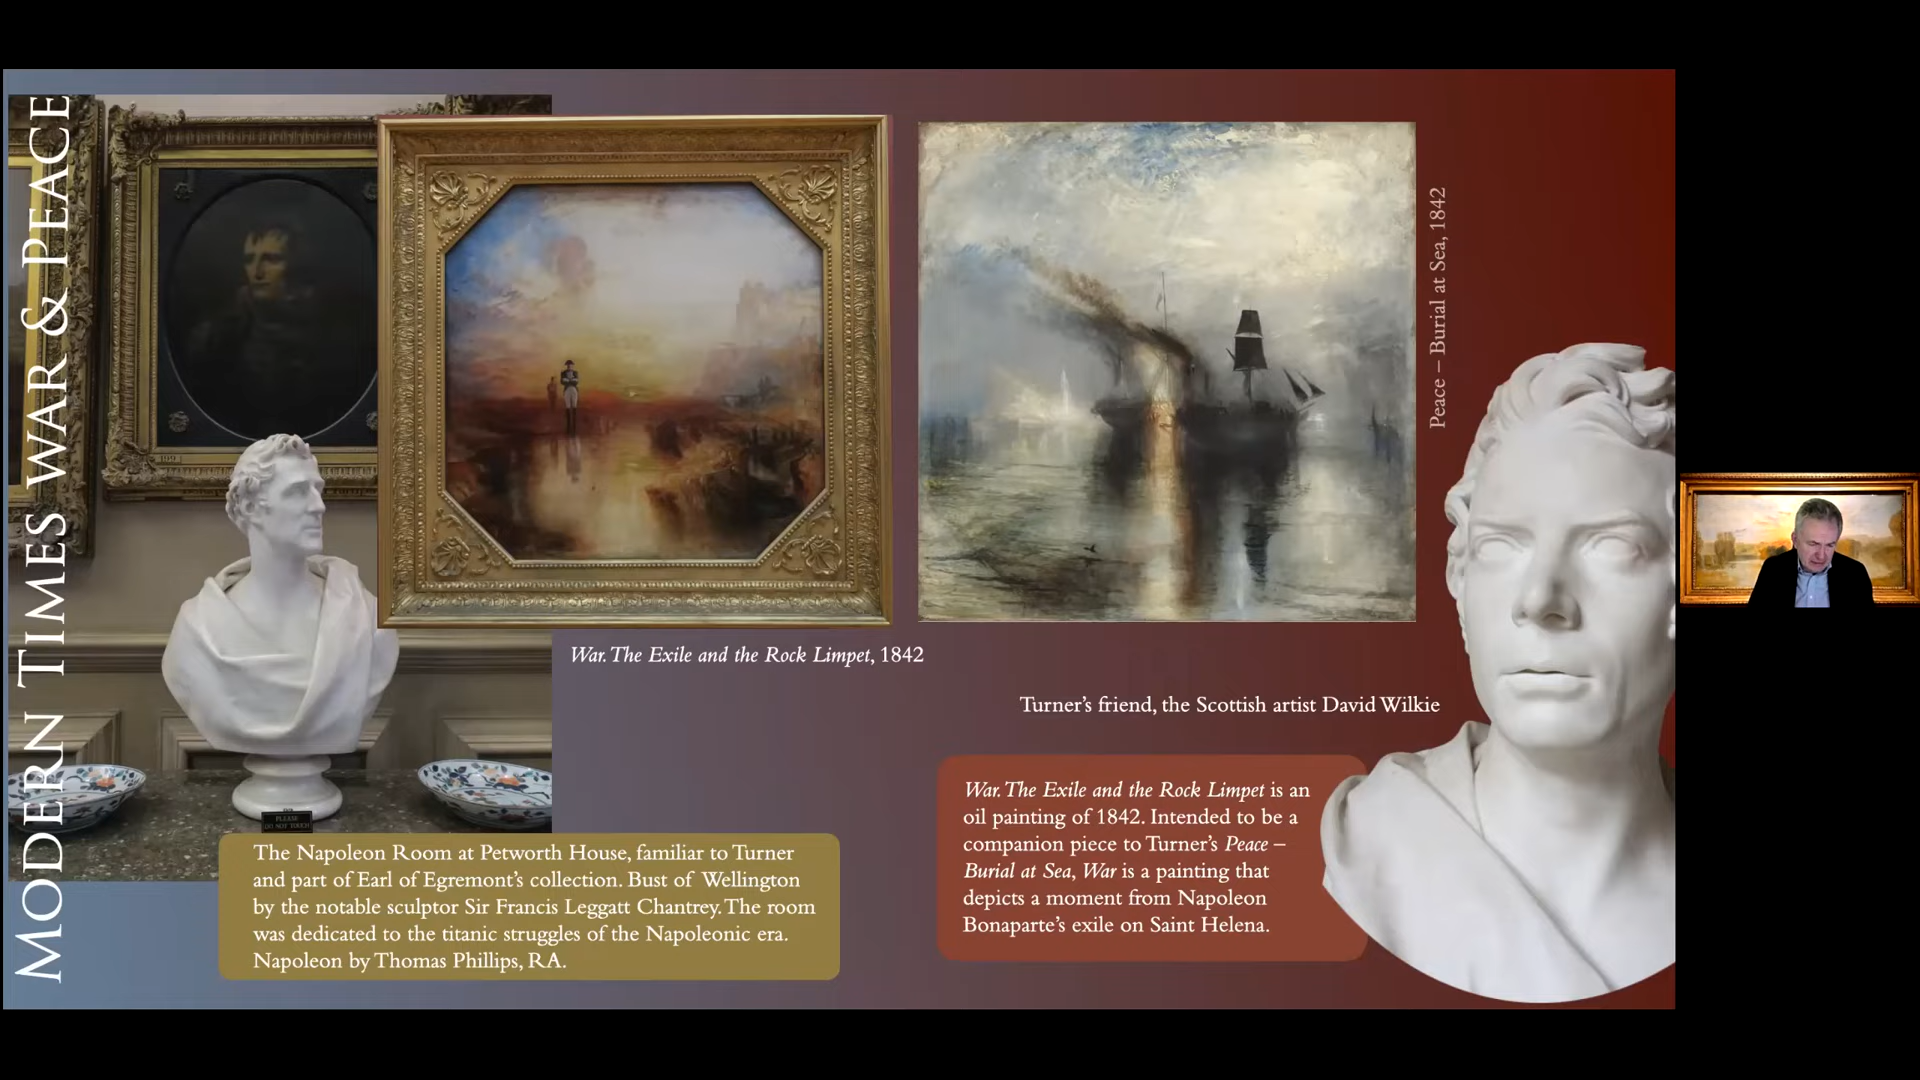 MODERN TIMES WAR & PEACE
War. The Exile and the Rock Limpet, 1842
Peace – Burial at Sea, 1842
Turner's friend, the Scottish artist David Wilkie
War. The Exile and the Rock Limpet is an
oil painting of 1842. Intended to be a
companion piece to Turner's Peace –
Burial at Sea, War is a painting that
depicts a moment from Napoleon
Bonaparte's exile on Saint Helena.
PLEASE
DO NOT TOUCH
The Napoleon Room at Petworth House, familiar to Turner
and part of Earl of Egremont's collection. Bust of Wellington
by the notable sculptor Sir Francis Leggatt Chantrey. The room
was dedicated to the titanic struggles of the Napoleonic era.
Napoleon by Thomas Phillips, RA.